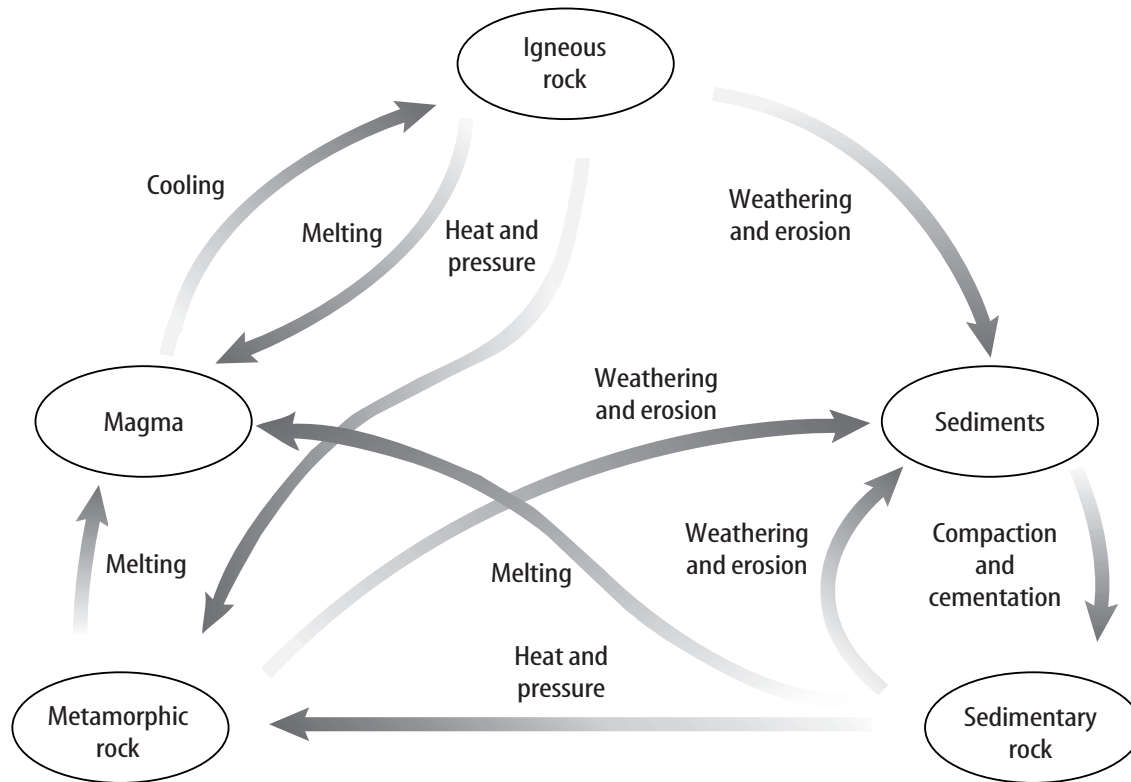 Igneous
rock
Cooling
Melting
Heat and
pressure
Weathering
and erosion
Magma
Weathering
and erosion
Sediments
Melting
Melting
Weathering
and erosion
Compaction
and
cementation
Heat and
pressure
Metamorphic
rock
Sedimentary
rock